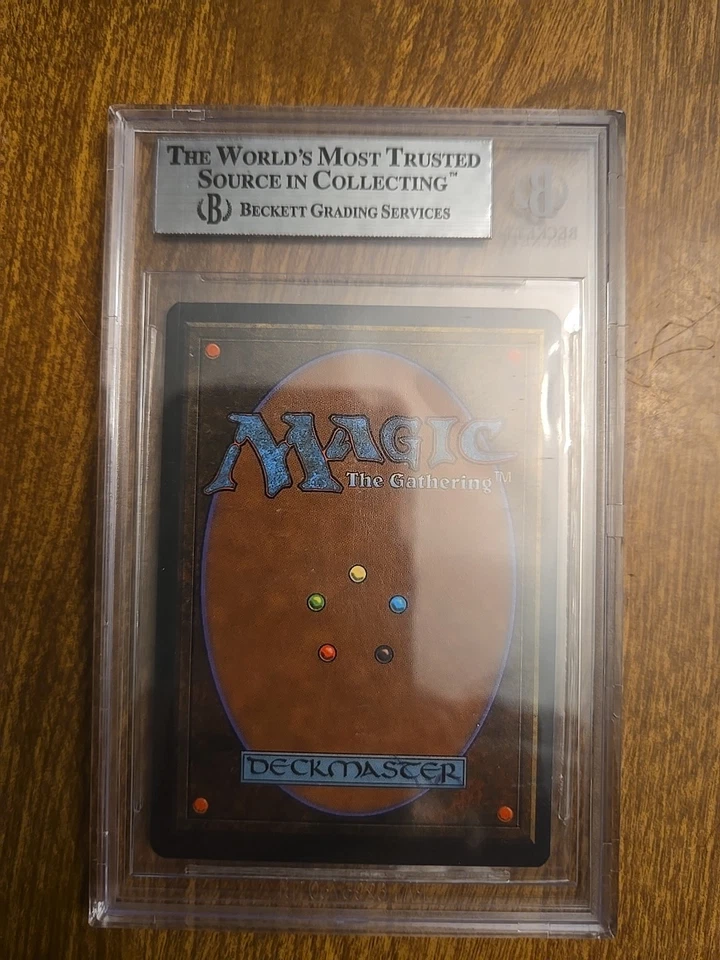 THE WORLD'S MOST TRUSTED
SOURCE IN COLLECTING™
B BECKETT GRADING SERVICES
B
MAGIC
The Gathering™
DECKMASTER